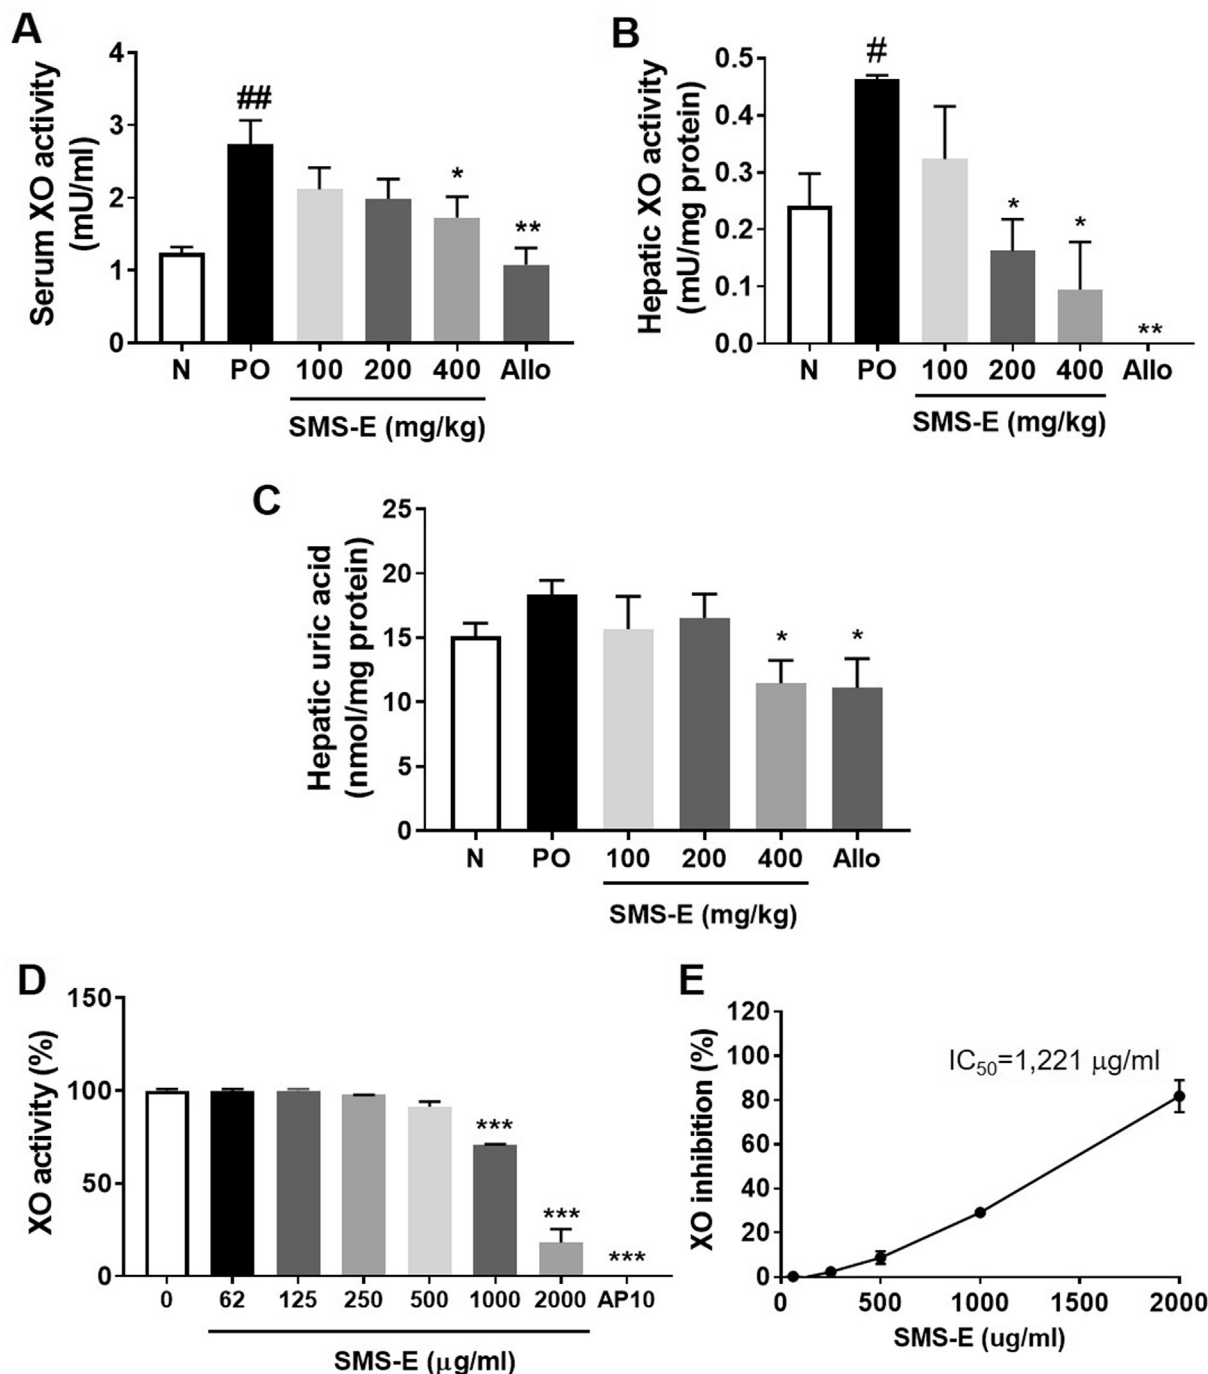 A
Serum XO activity
(mU/ml)
4
3
2
1
0
##
*
**
N PO 100 200 400 Allo
SMS-E (mg/kg)
B
Hepatic XO activity
(mU/mg protein)
0.5
0.4
0.3
0.2
0.1
0.0
#
*
*
**
N PO 100 200 400 Allo
SMS-E (mg/kg)
C
Hepatic uric acid
(nmol/mg protein)
25
20
15
10
5
0
*
*
N PO 100 200 400 Allo
SMS-E (mg/kg)
D
XO activity (%)
150
100
50
0
***
***
***
0 62 125 250 500 1000 2000 AP10
SMS-E (μg/ml)
E
XO inhibition (%)
120
100
80
60
40
20
0
IC50=1,221 μg/ml
0 500 1000 1500 2000
SMS-E (ug/ml)